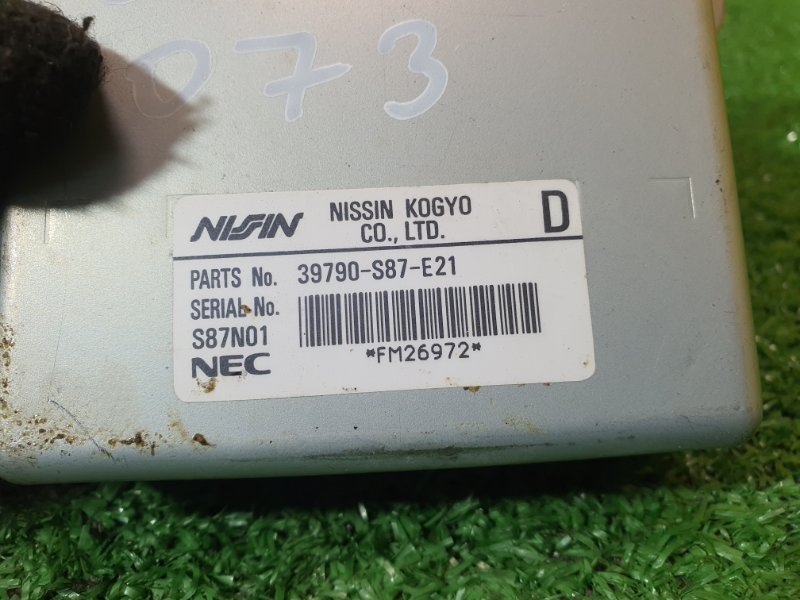 073
NISSIN NISSIN KOGYO CO., LTD. D
PARTS No. 39790-S87-E21
SERIAL No.
S87N01
*FM26972*
NEC